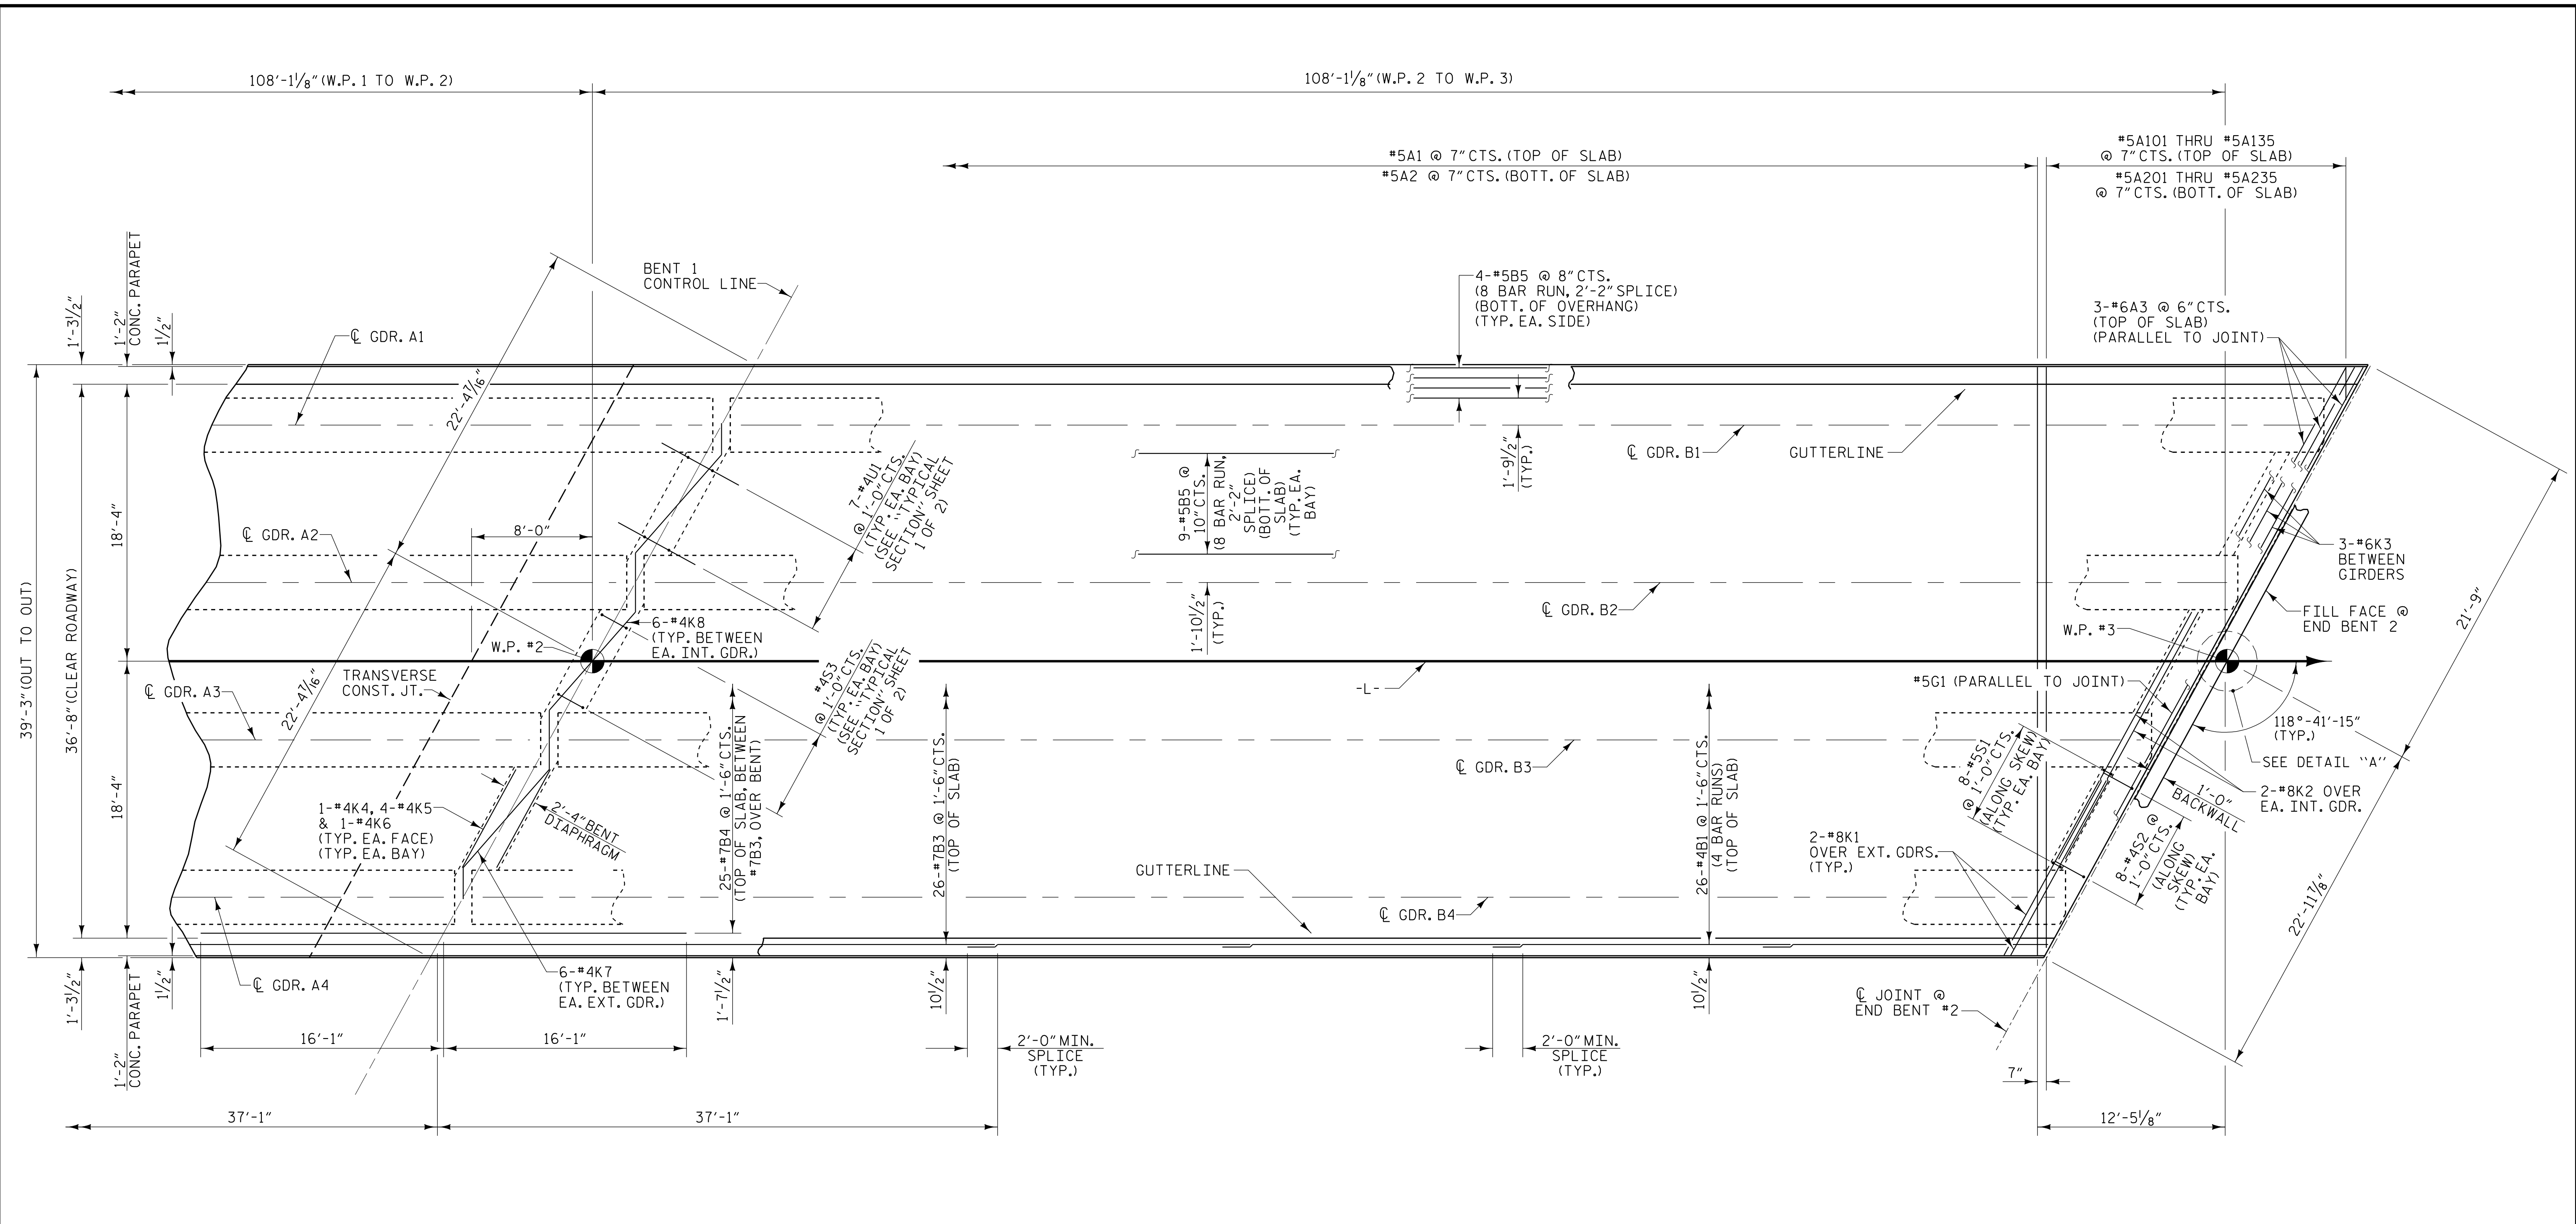 108'-1 1/8" (W.P. 1 TO W.P. 2)
108'-1 1/8" (W.P. 2 TO W.P. 3)
#5A1 @ 7" CTS. (TOP OF SLAB)
#5A2 @ 7" CTS. (BOTT. OF SLAB)
#5A101 THRU #5A135
@ 7" CTS. (TOP OF SLAB)
#5A201 THRU #5A235
@ 7" CTS. (BOTT. OF SLAB)
1'-3 1/2"
1'-2"
CONC. PARAPET
1 1/2"
BENT 1
CONTROL LINE
4-#5B5 @ 8" CTS.
(8 BAR RUN, 2'-2" SPLICE)
(BOTT. OF OVERHANG)
(TYP. EA. SIDE)
3-#6A3 @ 6" CTS.
(TOP OF SLAB)
(PARALLEL TO JOINT)
℄ GDR. A1
22'-4 7/16"
℄ GDR. B1
GUTTERLINE
1'-9 1/2"
(TYP.)
7-#4U1
@ 1'-0" CTS.
(TYP. EA. BAY)
(SEE "TYPICAL
SECTION" SHEET
1 OF 2)
9-#5B5 @
10" CTS.
(8 BAR RUN,
2'-2"
SPLICE)
(BOTT. OF
SLAB)
(TYP. EA.
BAY)
39'-3" (OUT TO OUT)
36'-8" (CLEAR ROADWAY)
18'-4"
℄ GDR. A2
8'-0"
3-#6K3
BETWEEN
GIRDERS
FILL FACE @
END BENT 2
21'-9"
℄ GDR. B2
1'-10 1/2"
(TYP.)
6-#4K8
(TYP. BETWEEN
EA. INT. GDR.)
W.P. #2
W.P. #3
TRANSVERSE
CONST. JT.
℄ GDR. A3
22'-4 7/16"
#4S3
@ 1'-0" CTS.
(TYP. EA. BAY)
(SEE "TYPICAL
SECTION" SHEET
1 OF 2)
-L-
#5G1 (PARALLEL TO JOINT)
118°-41'-15"
(TYP.)
SEE DETAIL "A"
℄ GDR. B3
18'-4"
1-#4K4, 4-#4K5
& 1-#4K6
(TYP. EA. FACE)
(TYP. EA. BAY)
2'-4" BENT
DIAPHRAGM
25-#7B4 @ 1'-6" CTS.
(TOP OF SLAB, BETWEEN
#7B3, OVER BENT)
26-#7B3 @ 1'-6" CTS.
(TOP OF SLAB)
26-#4B1 @ 1'-6" CTS.
(4 BAR RUNS)
(TOP OF SLAB)
8-#5S1
@ 1'-0" CTS.
(ALONG SKEW)
(TYP. EA. BAY)
1'-0"
BACKWALL
2-#8K2 OVER
EA. INT. GDR.
2-#8K1
OVER EXT. GDRS.
(TYP.)
8-#4S2 @
1'-0" CTS.
(ALONG
SKEW)
(TYP. EA.
BAY)
22'-11 7/8"
GUTTERLINE
℄ GDR. B4
℄ GDR. A4
6-#4K7
(TYP. BETWEEN
EA. EXT. GDR.)
1'-3 1/2"
1'-2"
CONC. PARAPET
1 1/2"
1'-7 1/2"
10 1/2"
10 1/2"
℄ JOINT @
END BENT #2
16'-1"
16'-1"
2'-0" MIN.
SPLICE
(TYP.)
2'-0" MIN.
SPLICE
(TYP.)
7"
37'-1"
37'-1"
12'-5 1/8"